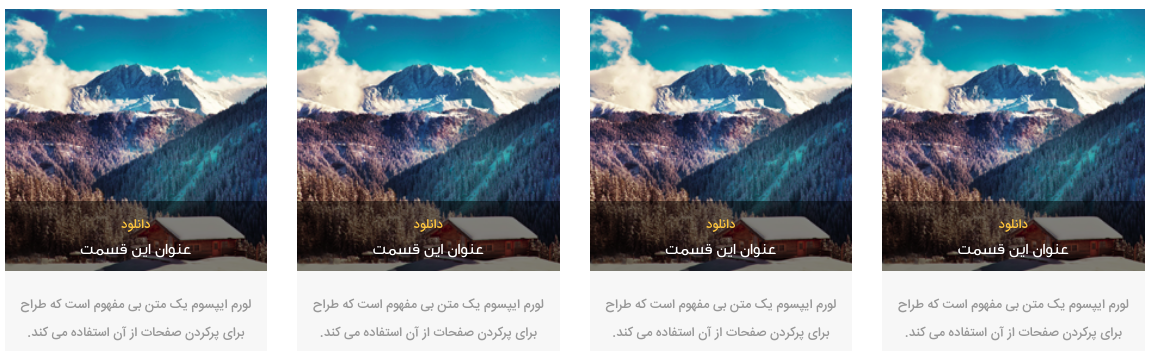 دانلود
عنوان این قسمت
لورم ایپسوم یک متن بی مفهوم است که طراح
برای پرکردن صفحات از آن استفاده می کند.
دانلود
عنوان این قسمت
لورم ایپسوم یک متن بی مفهوم است که طراح
برای پرکردن صفحات از آن استفاده می کند.
دانلود
عنوان این قسمت
لورم ایپسوم یک متن بی مفهوم است که طراح
برای پرکردن صفحات از آن استفاده می کند.
دانلود
عنوان این قسمت
لورم ایپسوم یک متن بی مفهوم است که طراح
برای پرکردن صفحات از آن استفاده می کند.